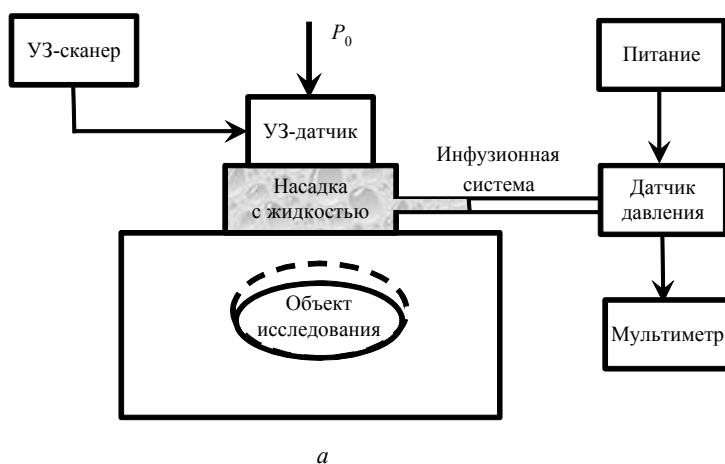 УЗ-сканер
P0
Питание
УЗ-датчик
Инфузионная
система
Насадка
с жидкостью
Датчик
давления
Объект
исследования
Мультиметр
а